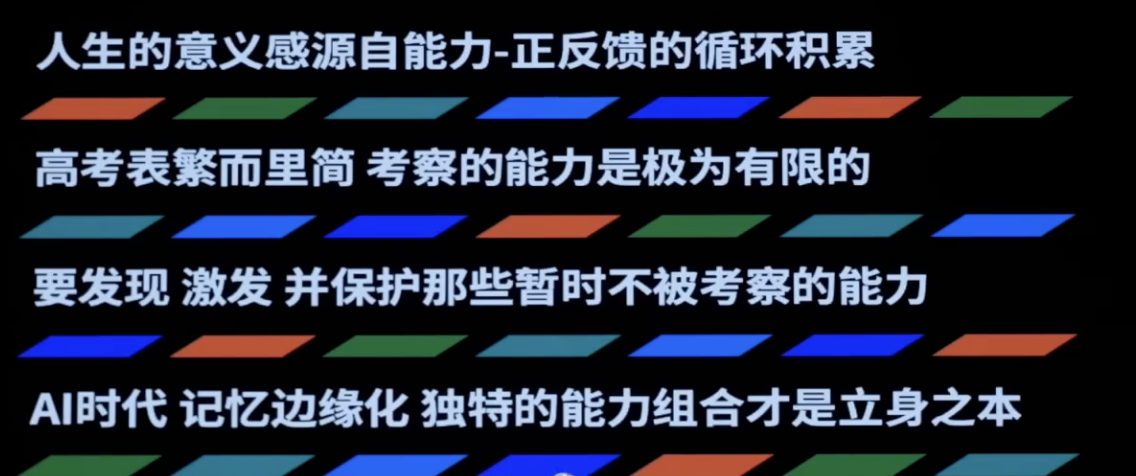 人生的意义感源自能力-正反馈的循环积累
高考表繁而里简 考察的能力是极为有限的
要发现 激发 并保护那些暂时不被考察的能力
AI时代 记忆边缘化 独特的能力组合才是立身之本